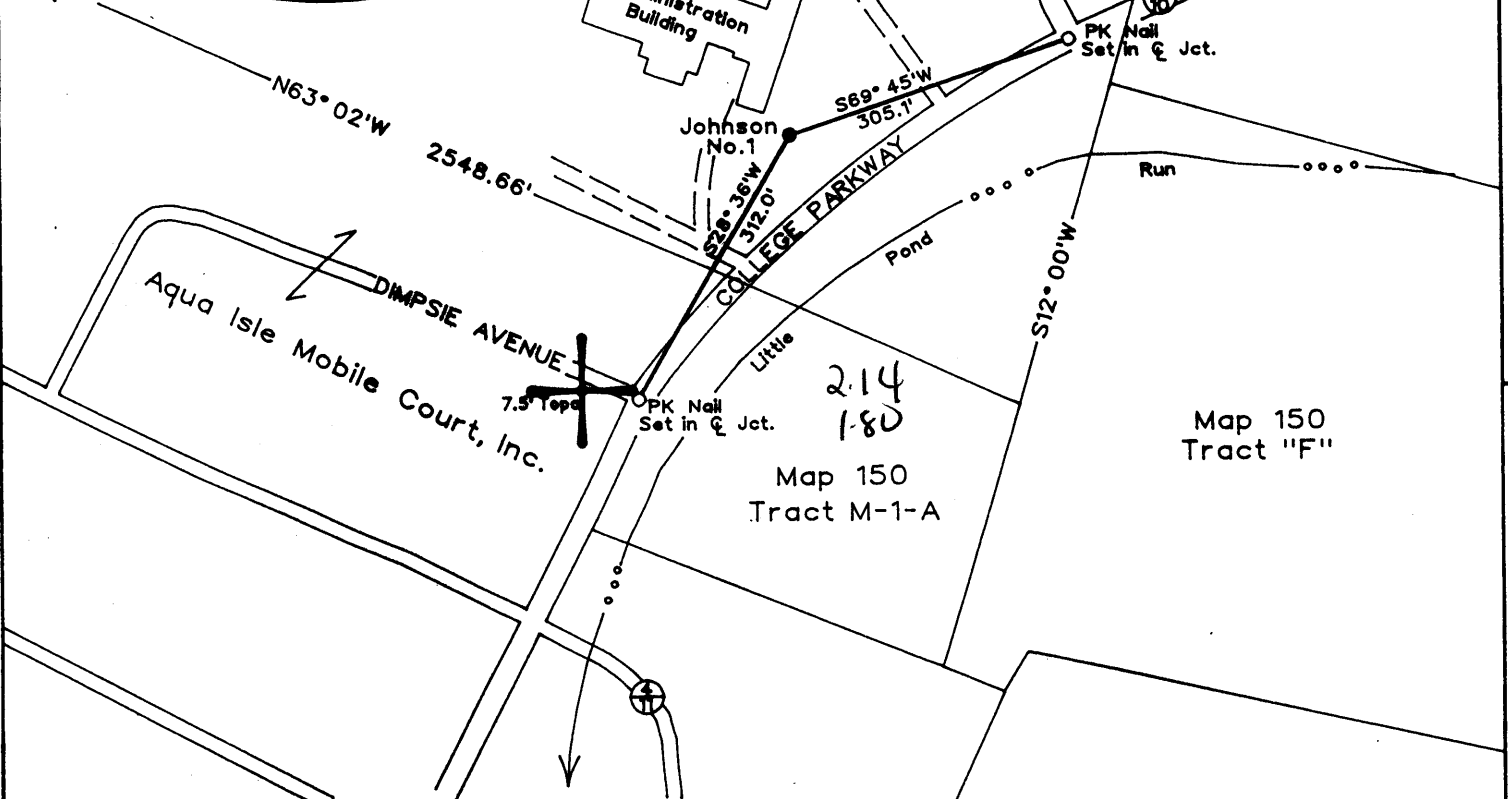 Building
PK Nail
Set in ℄ Jct.
N63° 02'W 2548.66'
S69° 45'W
305.1'
Johnson
No.1
S28° 36'W
312.0'
COLLEGE PARKWAY
Run
Pond
Little
S12° 00'W
DIMPSIE AVENUE
Aqua Isle Mobile Court, Inc.
7.5' Topo
PK Nail
Set in ℄ Jct.
2.14
1.80
Map 150
Tract M-1-A
Map 150
Tract "F"
4
11